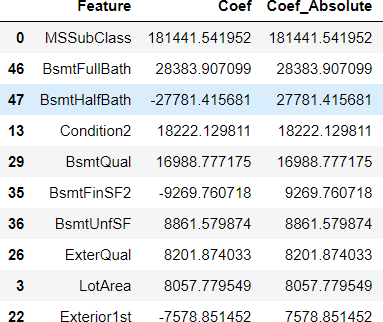 Feature Coef Coef_Absolute
0 MSSubClass 181441.541952 181441.541952
46 BsmtFullBath 28383.907099 28383.907099
47 BsmtHalfBath -27781.415681 27781.415681
13 Condition2 18222.129811 18222.129811
29 BsmtQual 16988.777175 16988.777175
35 BsmtFinSF2 -9269.760718 9269.760718
36 BsmtUnfSF 8861.579874 8861.579874
26 ExterQual 8201.874033 8201.874033
3 LotArea 8057.779549 8057.779549
22 Exterior1st -7578.851452 7578.851452